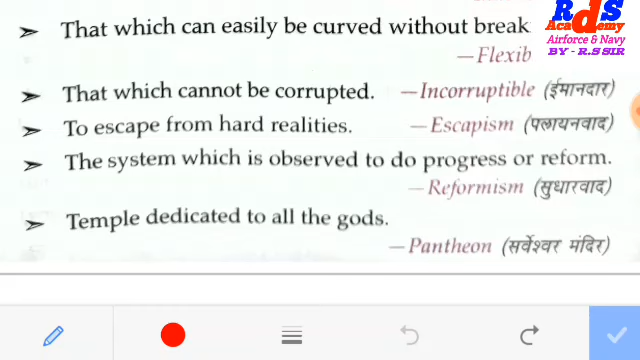 RdS
Academy
Airforce & Navy
BY - R.S SIR
➢ That which can easily be curved without break
—Flexib
➢ That which cannot be corrupted. —Incorruptible (ईमानदार)
➢ To escape from hard realities. —Escapism (पलायनवाद)
➢ The system which is observed to do progress or reform.
—Reformism (सुधारवाद)
➢ Temple dedicated to all the gods.
—Pantheon (सर्वेश्वर मंदिर)